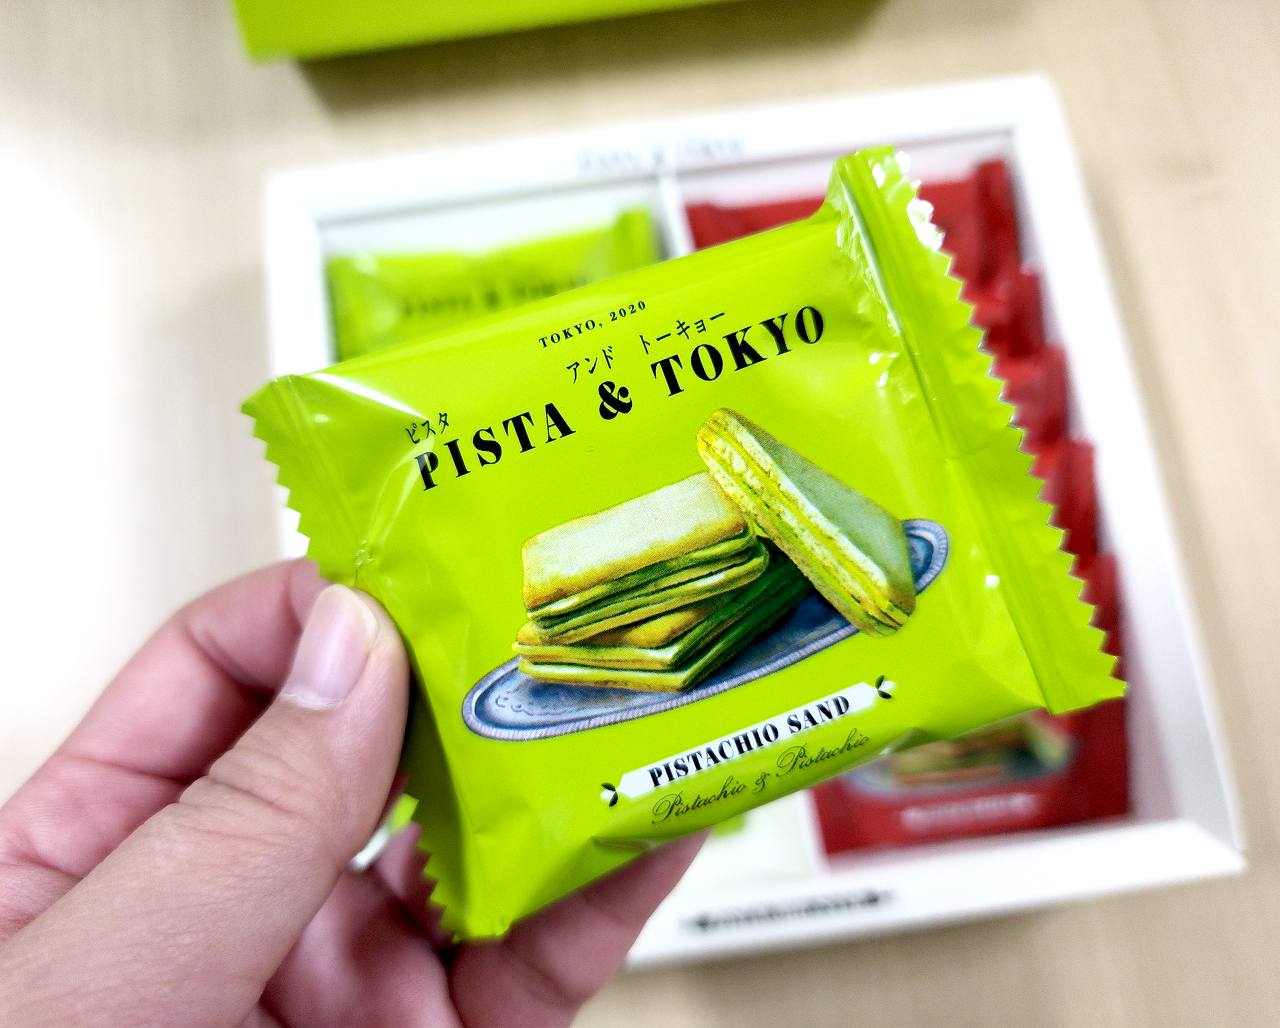 TOKYO, 2020
ピスタ アンド トーキョー
PISTA & TOKYO
PISTACHIO SAND
Pistachio & Pistachio